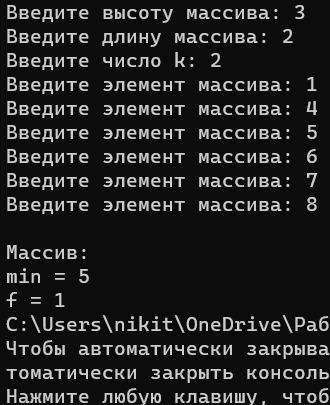 Введите высоту массива: 3
Введите длину массива: 2
Введите число k: 2
Введите элемент массива: 1
Введите элемент массива: 4
Введите элемент массива: 5
Введите элемент массива: 6
Введите элемент массива: 7
Введите элемент массива: 8
Массив:
min = 5
f = 1
C:\Users\nikit\OneDrive\Раб
Чтобы автоматически закрыва
томатически закрыть консоль
Нажмите любую клавишу, чтоб